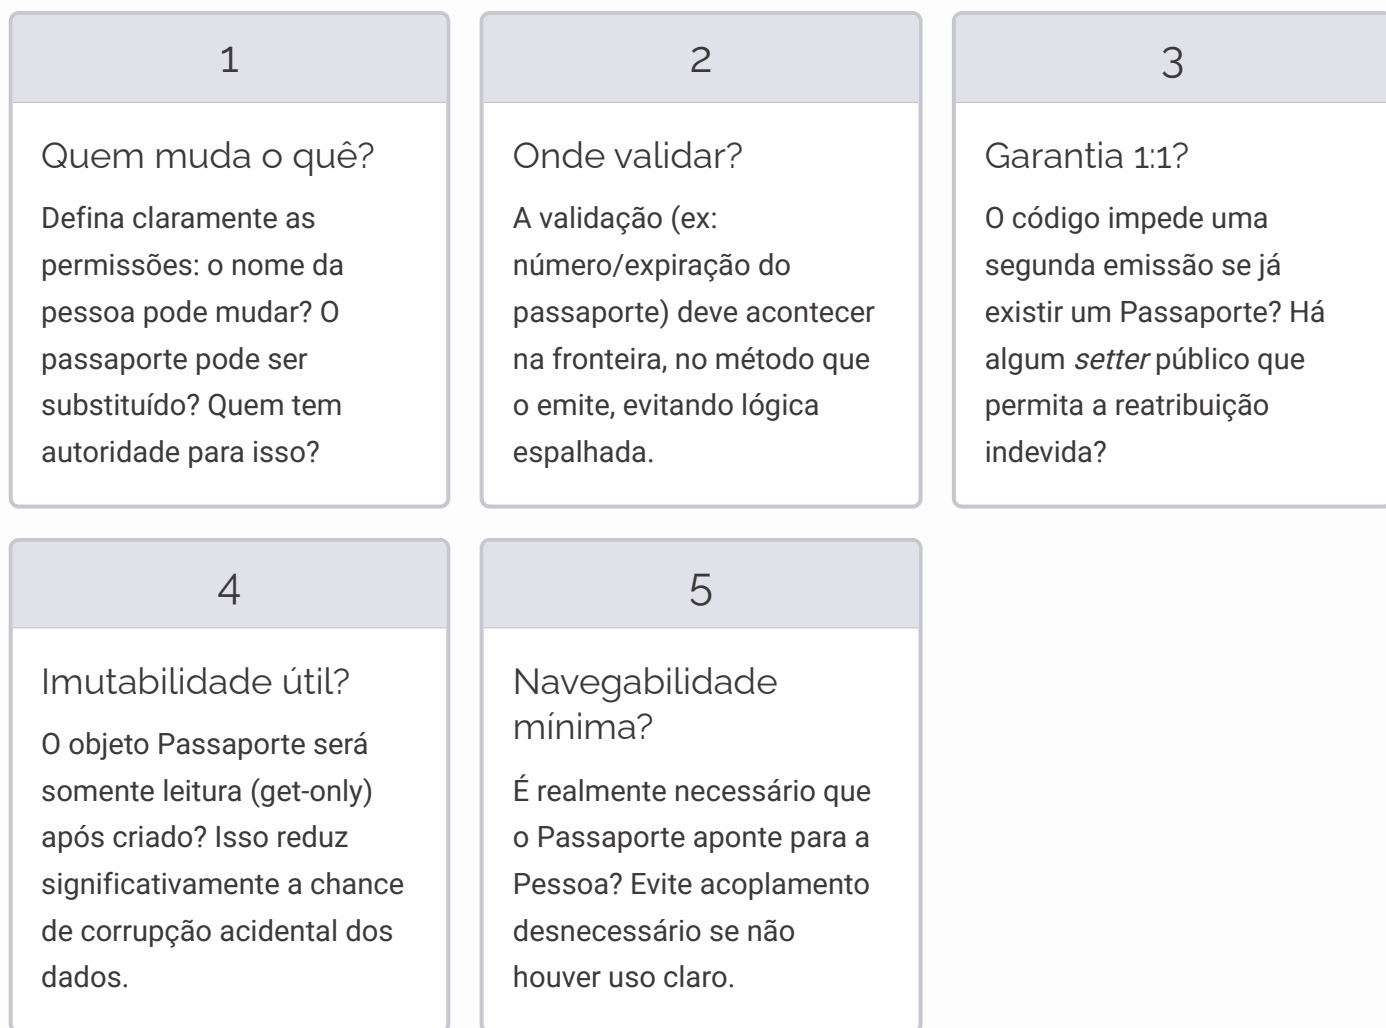 1
Quem muda o quê?
Defina claramente as
permissões: o nome da
pessoa pode mudar? O
passaporte pode ser
substituído? Quem tem
autoridade para isso?
2
Onde validar?
A validação (ex:
número/expiração do
passaporte) deve acontecer
na fronteira, no método que
o emite, evitando lógica
espalhada.
3
Garantia 1:1?
O código impede uma
segunda emissão se já
existir um Passaporte? Há
algum setter público que
permita a reatribuição
indevida?
4
Imutabilidade útil?
O objeto Passaporte será
somente leitura (get-only)
após criado? Isso reduz
significativamente a chance
de corrupção acidental dos
dados.
5
Navegabilidade
mínima?
É realmente necessário que
o Passaporte aponte para a
Pessoa? Evite acoplamento
desnecessário se não
houver uso claro.